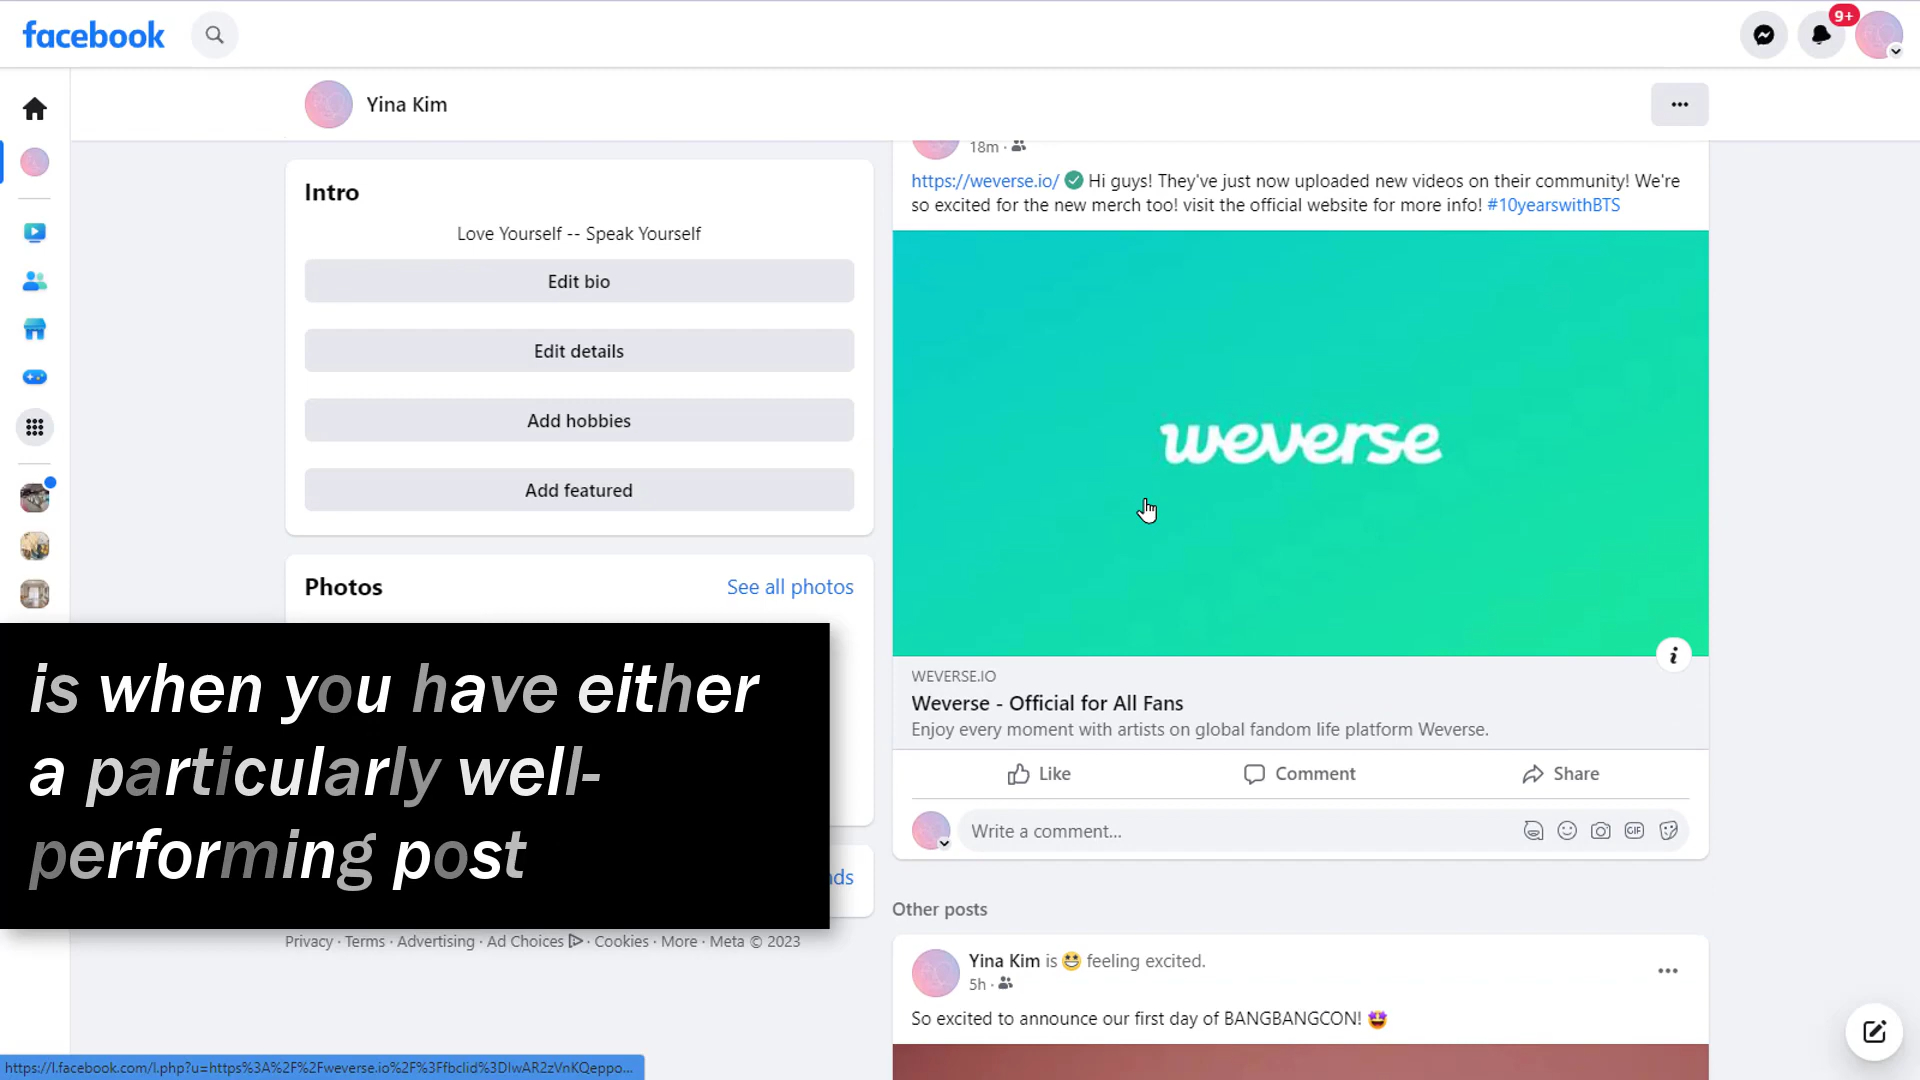 facebook
9+
Yina Kim
...
18m ·
https://weverse.io/ ✅ Hi guys! They've just now uploaded new videos on their community! We're
so excited for the new merch too! visit the official website for more info! #10yearswithBTS
Intro
Love Yourself -- Speak Yourself
Edit bio
Edit details
Add hobbies
Add featured
Photos
See all photos
weverse
WEVERSE.IO
Weverse - Official for All Fans
Enjoy every moment with artists on global fandom life platform Weverse.
Like
Comment
Share
Write a comment...
GIF
is when you have either
a particularly well-
performing post
Privacy · Terms · Advertising · Ad Choices · Cookies · More · Meta © 2023
Other posts
Yina Kim is 😆 feeling excited.
5h ·
So excited to announce our first day of BANGBANGCON! 🤩
https://l.facebook.com/l.php?u=https%3A%2F%2Fweverse.io%2F%3Ffbclid%3DIwAR2zVnKQeppo...